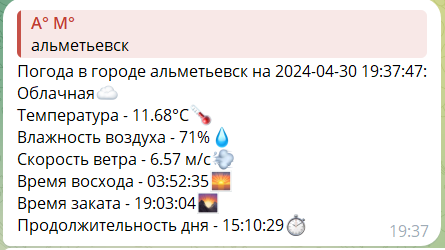 A° M°
альметьевск
Погода в городе альметьевск на 2024-04-30 19:37:47:
Облачная☁️
Температура - 11.68°C🌡️
Влажность воздуха - 71%💧
Скорость ветра - 6.57 м/с💨
Время восхода - 03:52:35🌅
Время заката - 19:03:04🌄
Продолжительность дня - 15:10:29⏱️
19:37